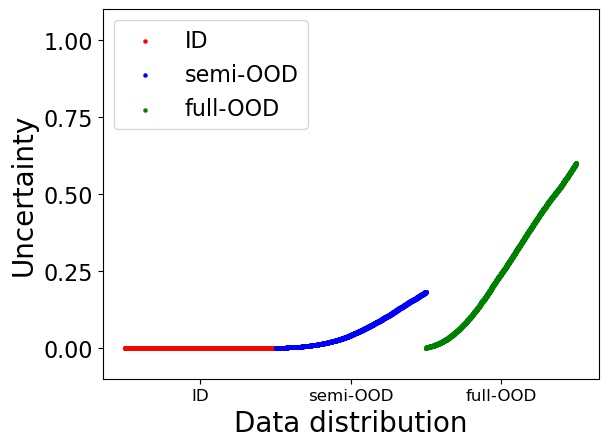 1.00
0.75
0.50
0.25
0.00
Uncertainty
ID
semi-OOD
full-OOD
ID
semi-OOD
full-OOD
Data distribution